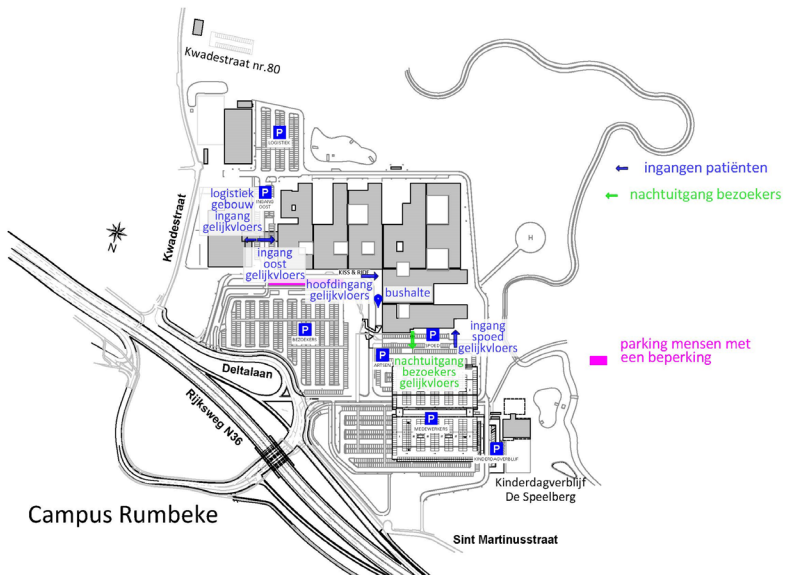 Kwadestraat nr.80
P
LOGISTIEK
P
INGANG
OOST
logistiek
gebouw
ingang
gelijkvloers
Kwadestraat
N
ingang
oost
gelijkvloers
KISS & RIDE
hoofdingang
gelijkvloers
bushalte
H
ingangen patiënten
nachtuitgang bezoekers
P
BEZOEKERS
P
SPOED
ingang
spoed
gelijkvloers
P
ARTSEN
nachtuitgang
bezoekers
gelijkvloers
parking mensen met
een beperking
Deltalaan
Rijksweg N36
P
MEDEWERKERS
P
KINDERDAGVERBLIJF
Kinderdagverblijf
De Speelberg
Campus Rumbeke
Sint Martinusstraat